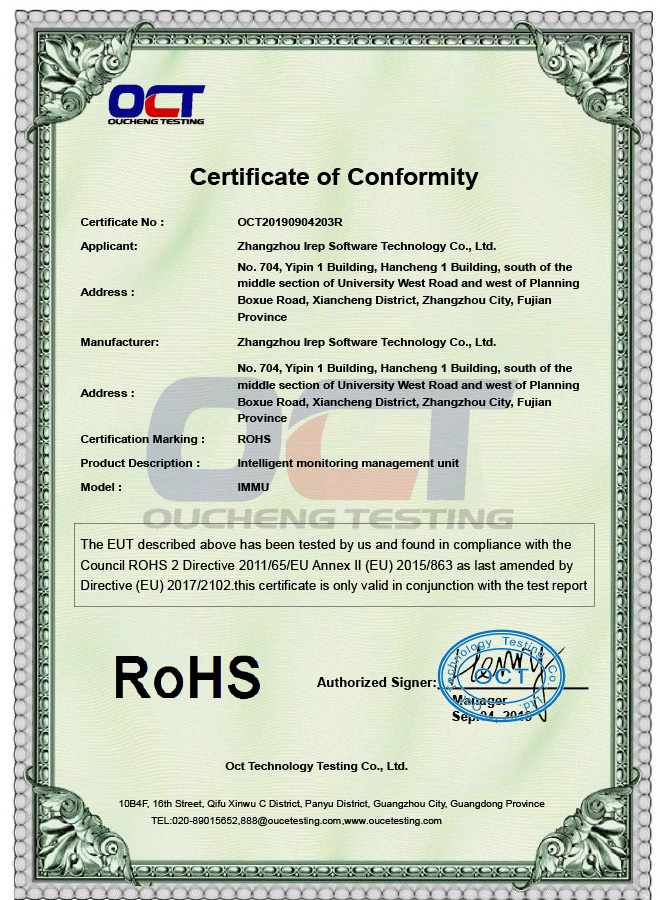 OCT
OUCHENG TESTING
Certificate of Conformity
Certificate No : OCT20190904203R
Applicant: Zhangzhou Irep Software Technology Co., Ltd.
Address : No. 704, Yipin 1 Building, Hancheng 1 Building, south of the
middle section of University West Road and west of Planning
Boxue Road, Xiancheng District, Zhangzhou City, Fujian
Province
Manufacturer: Zhangzhou Irep Software Technology Co., Ltd.
Address : No. 704, Yipin 1 Building, Hancheng 1 Building, south of the
middle section of University West Road and west of Planning
Boxue Road, Xiancheng District, Zhangzhou City, Fujian
Province
Certification Marking : ROHS
Product Description : Intelligent monitoring management unit
Model : IMMU
OCT
OUCHENG TESTING
The EUT described above has been tested by us and found in compliance with the
Council ROHS 2 Directive 2011/65/EU Annex II (EU) 2015/863 as last amended by
Directive (EU) 2017/2102.this certificate is only valid in conjunction with the test report
RoHS
Authorized Signer:
OCT
Technology Testing Co., Ltd.
Manager
Sep.04, 2019
Oct Technology Testing Co., Ltd.
10B4F, 16th Street, Qifu Xinwu C District, Panyu District, Guangzhou City, Guangdong Province
TEL:020-89015652,888@oucetesting.com,www.oucetesting.com